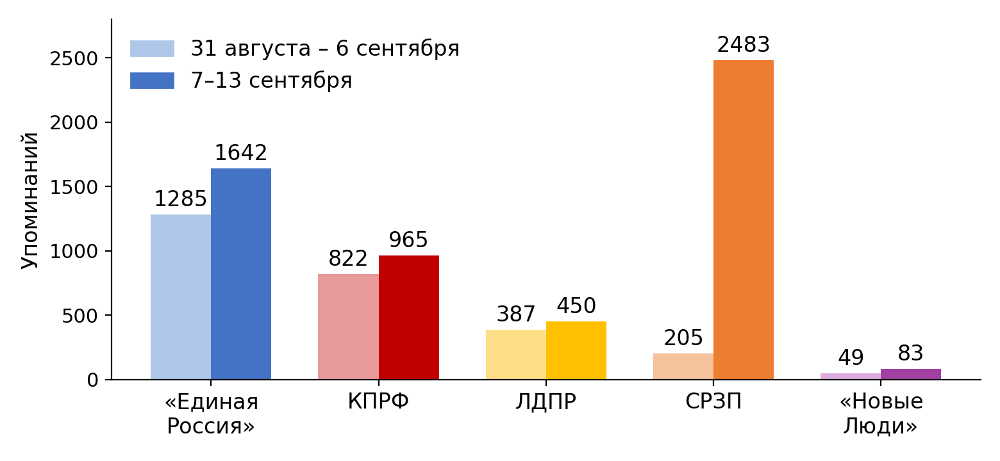 31 августа – 6 сентября
7–13 сентября
Упоминаний
2500
2000
1500
1000
500
0
1285
1642
822
965
387
450
205
2483
49
83
«Единая
Россия»
КПРФ
ЛДПР
СРЗП
«Новые
Люди»